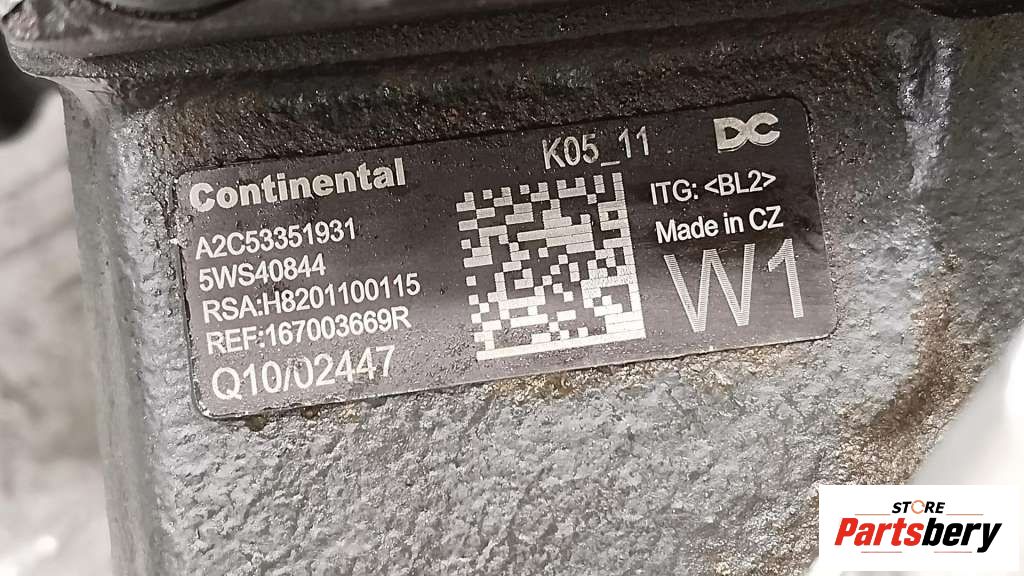 Continental
K05_11
DC
A2C53351931
5WS40844
RSA:H8201100115
REF:167003669R
Q10/02447
ITG: <BL2>
Made in CZ
W1
STORE
Partsbery